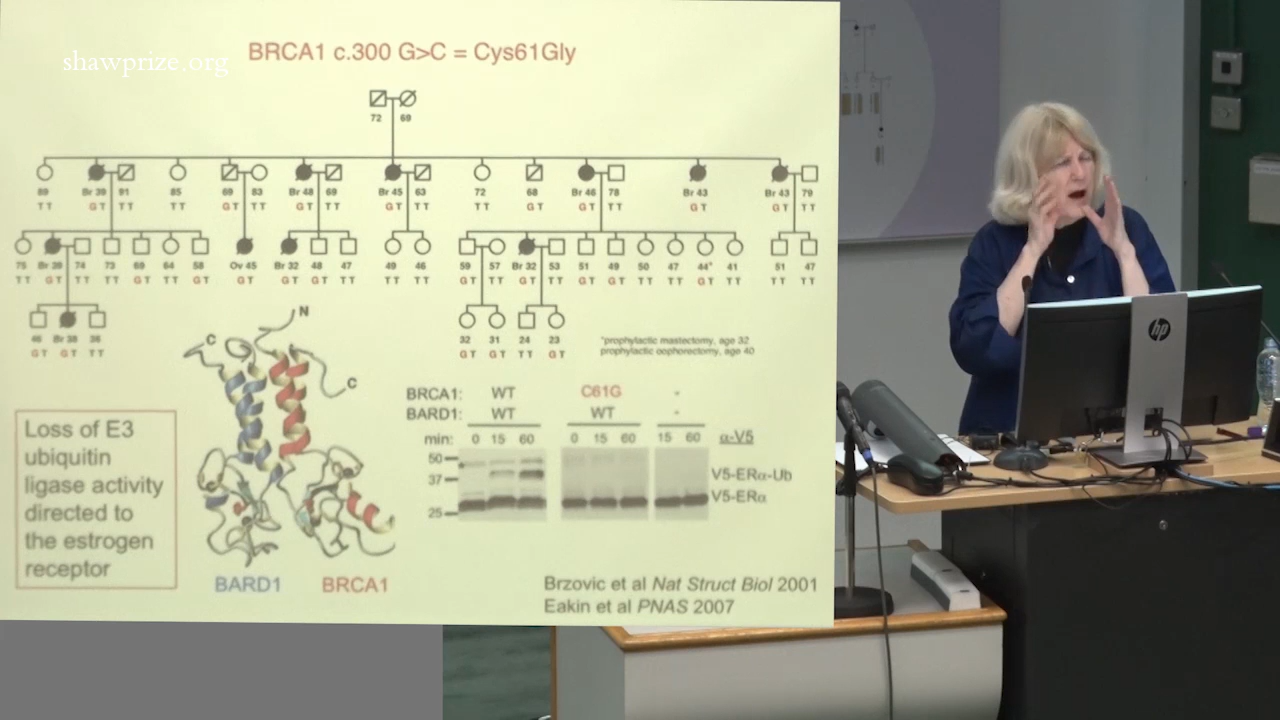 shawprize.org
BRCA1 c.300 G>C = Cys61Gly
72 69
89 Br 39 91 85 69 83 Br 48 69 Br 45 63 72 68 Br 46 78 Br 43 Br 43 79
TT GT TT TT GT TT GT TT GT TT TT GT GT TT GT GT TT
75 Br 39 74 73 69 64 58 Ov 45 Br 32 48 47 49 46 59 57 Br 32 53 51 49 50 47 44* 41 51 47
TT GT TT TT GT TT GT GT GT GT TT TT TT GT TT GT TT GT GT TT TT GT TT TT TT
46 Br 38 36 32 31 24 23
GT GT TT GT GT TT GT
*prophylactic mastectomy, age 32
prophylactic oophorectomy, age 40
N
C
C
BRCA1: WT C61G -
BARD1: WT WT -
min: 0 15 60 0 15 60 15 60 α-V5
50
37
25
V5-ERα-Ub
V5-ERα
Loss of E3
ubiquitin
ligase activity
directed to
the estrogen
receptor
BARD1 BRCA1
Brzovic et al Nat Struct Biol 2001
Eakin et al PNAS 2007
hp